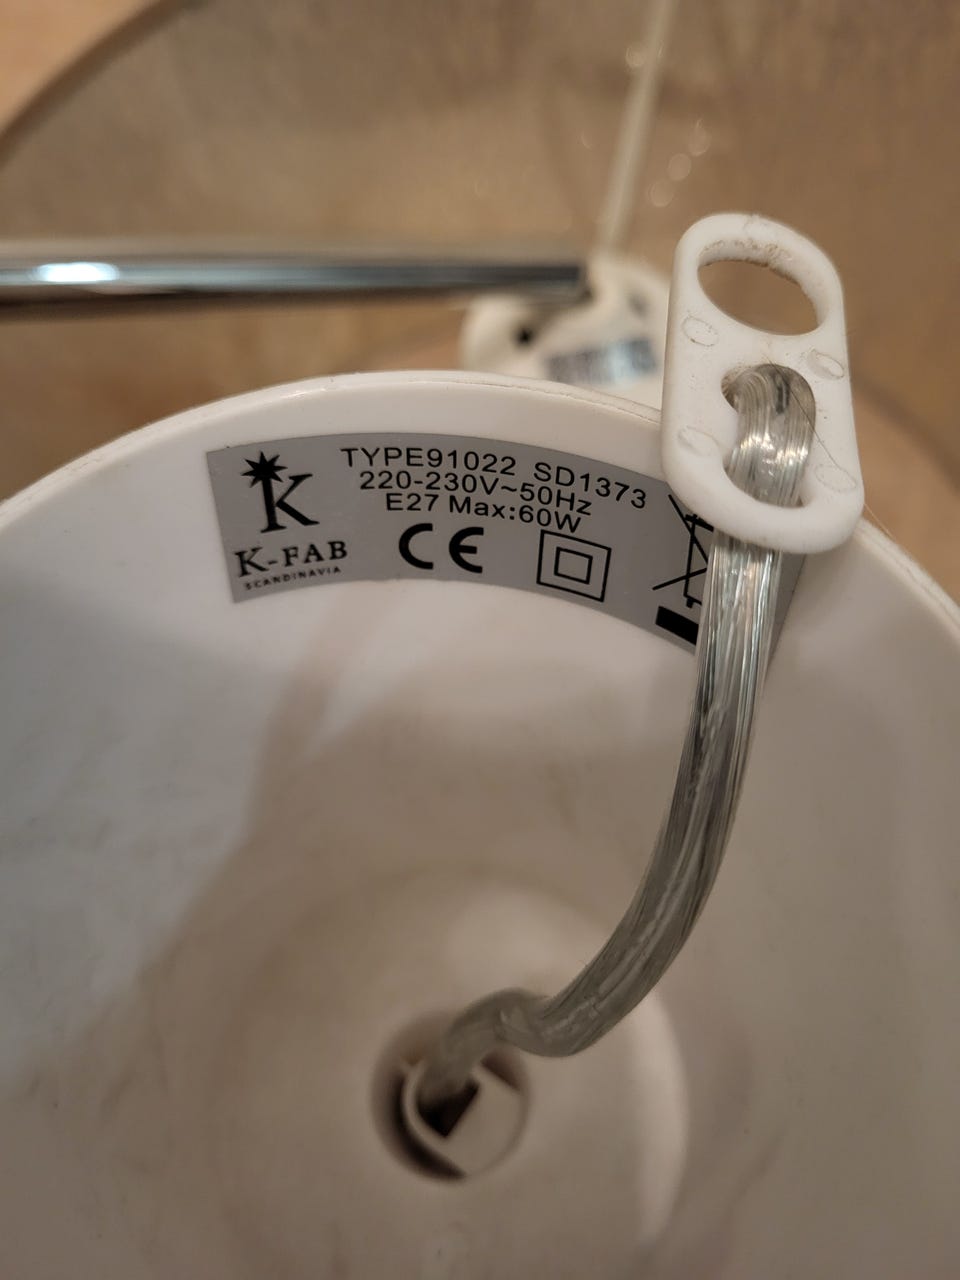 K
K-FAB
SCANDINAVIA
TYPE91022 SD1373
220-230V~50Hz
E27 Max:60W
CE